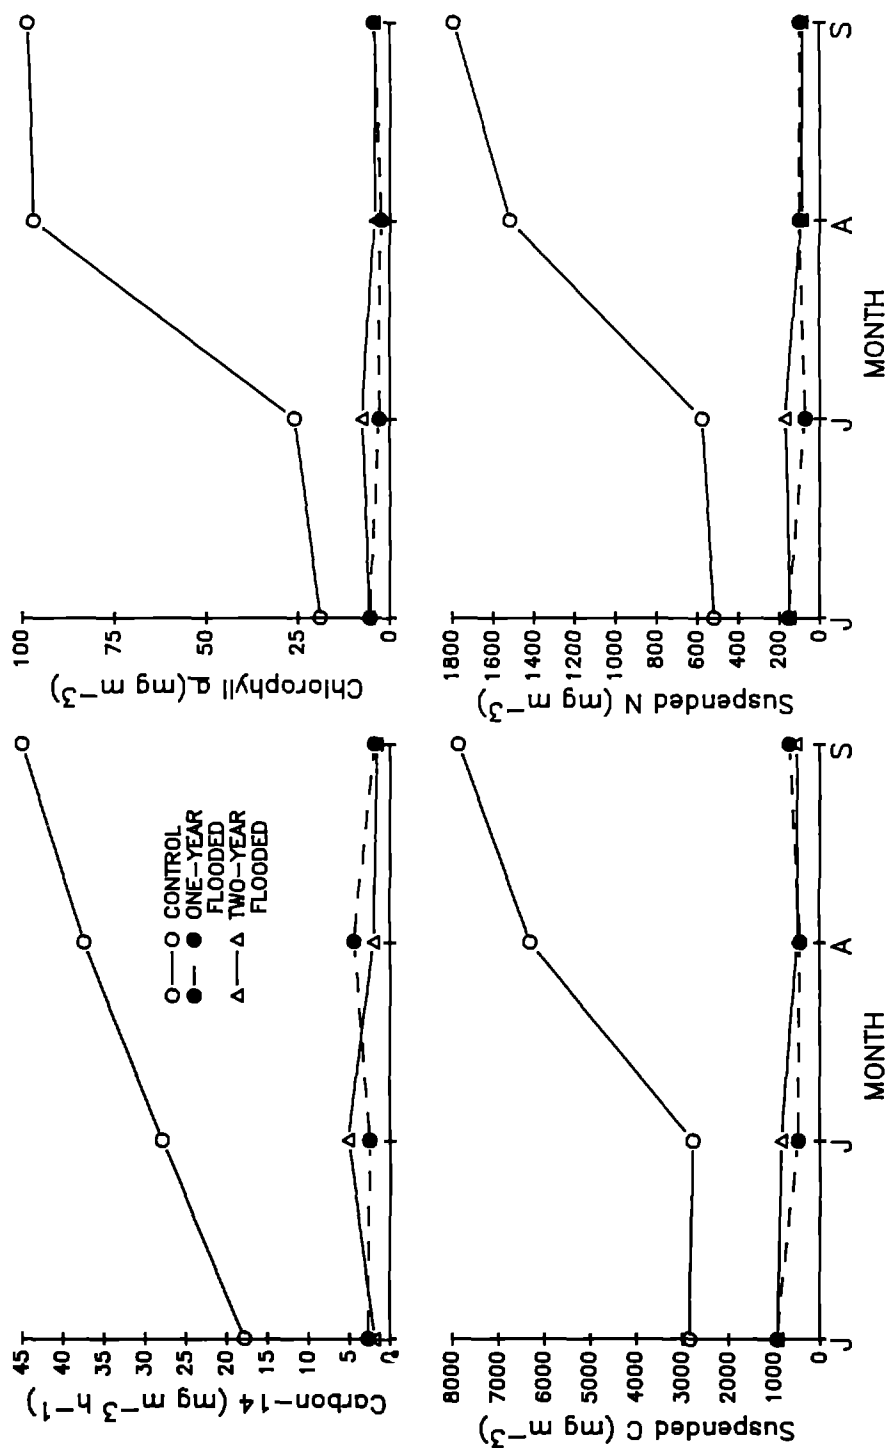 Carbon-14 (mg m⁻³ h⁻¹)
45
40
35
30
25
20
15
10
5
0
CONTROL
ONE-YEAR
FLOODED
TWO-YEAR
FLOODED
Chlorophyll a (mg m⁻³)
100
75
50
25
0
Suspended C (mg m⁻³)
8000
7000
6000
5000
4000
3000
2000
1000
0
J J A S
MONTH
Suspended N (mg m⁻³)
1800
1600
1400
1200
1000
800
600
400
200
0
J J A S
MONTH